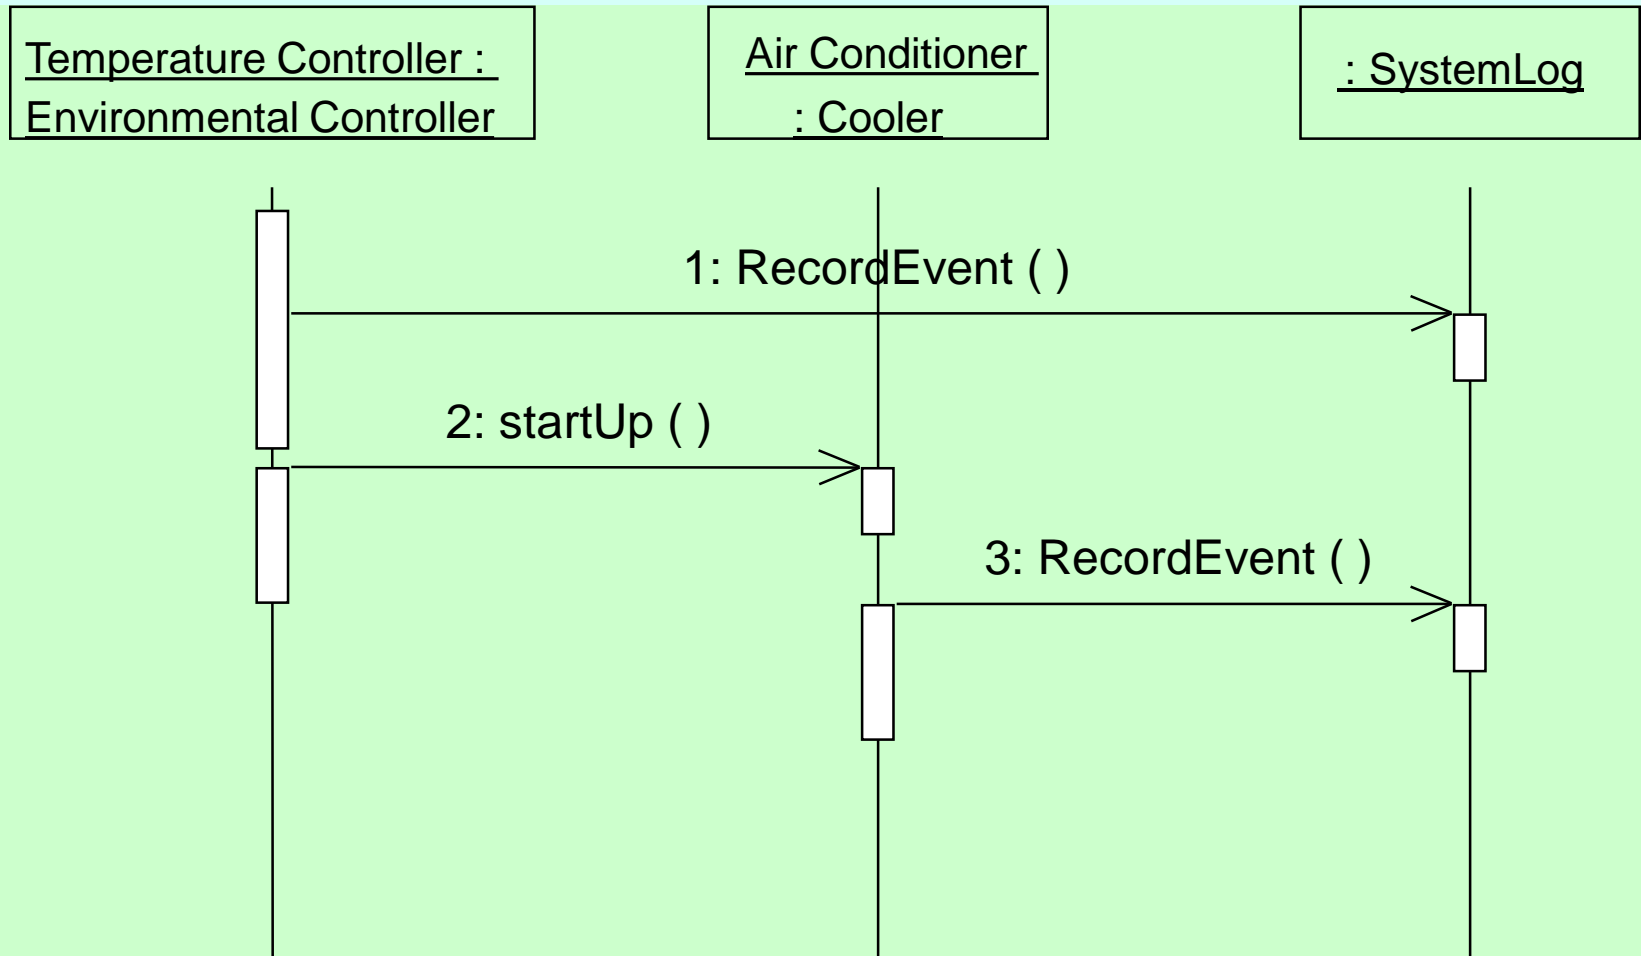 Temperature Controller :
Environmental Controller
Air Conditioner
: Cooler
: SystemLog
1: RecordEvent ( )
2: startUp ( )
3: RecordEvent ( )